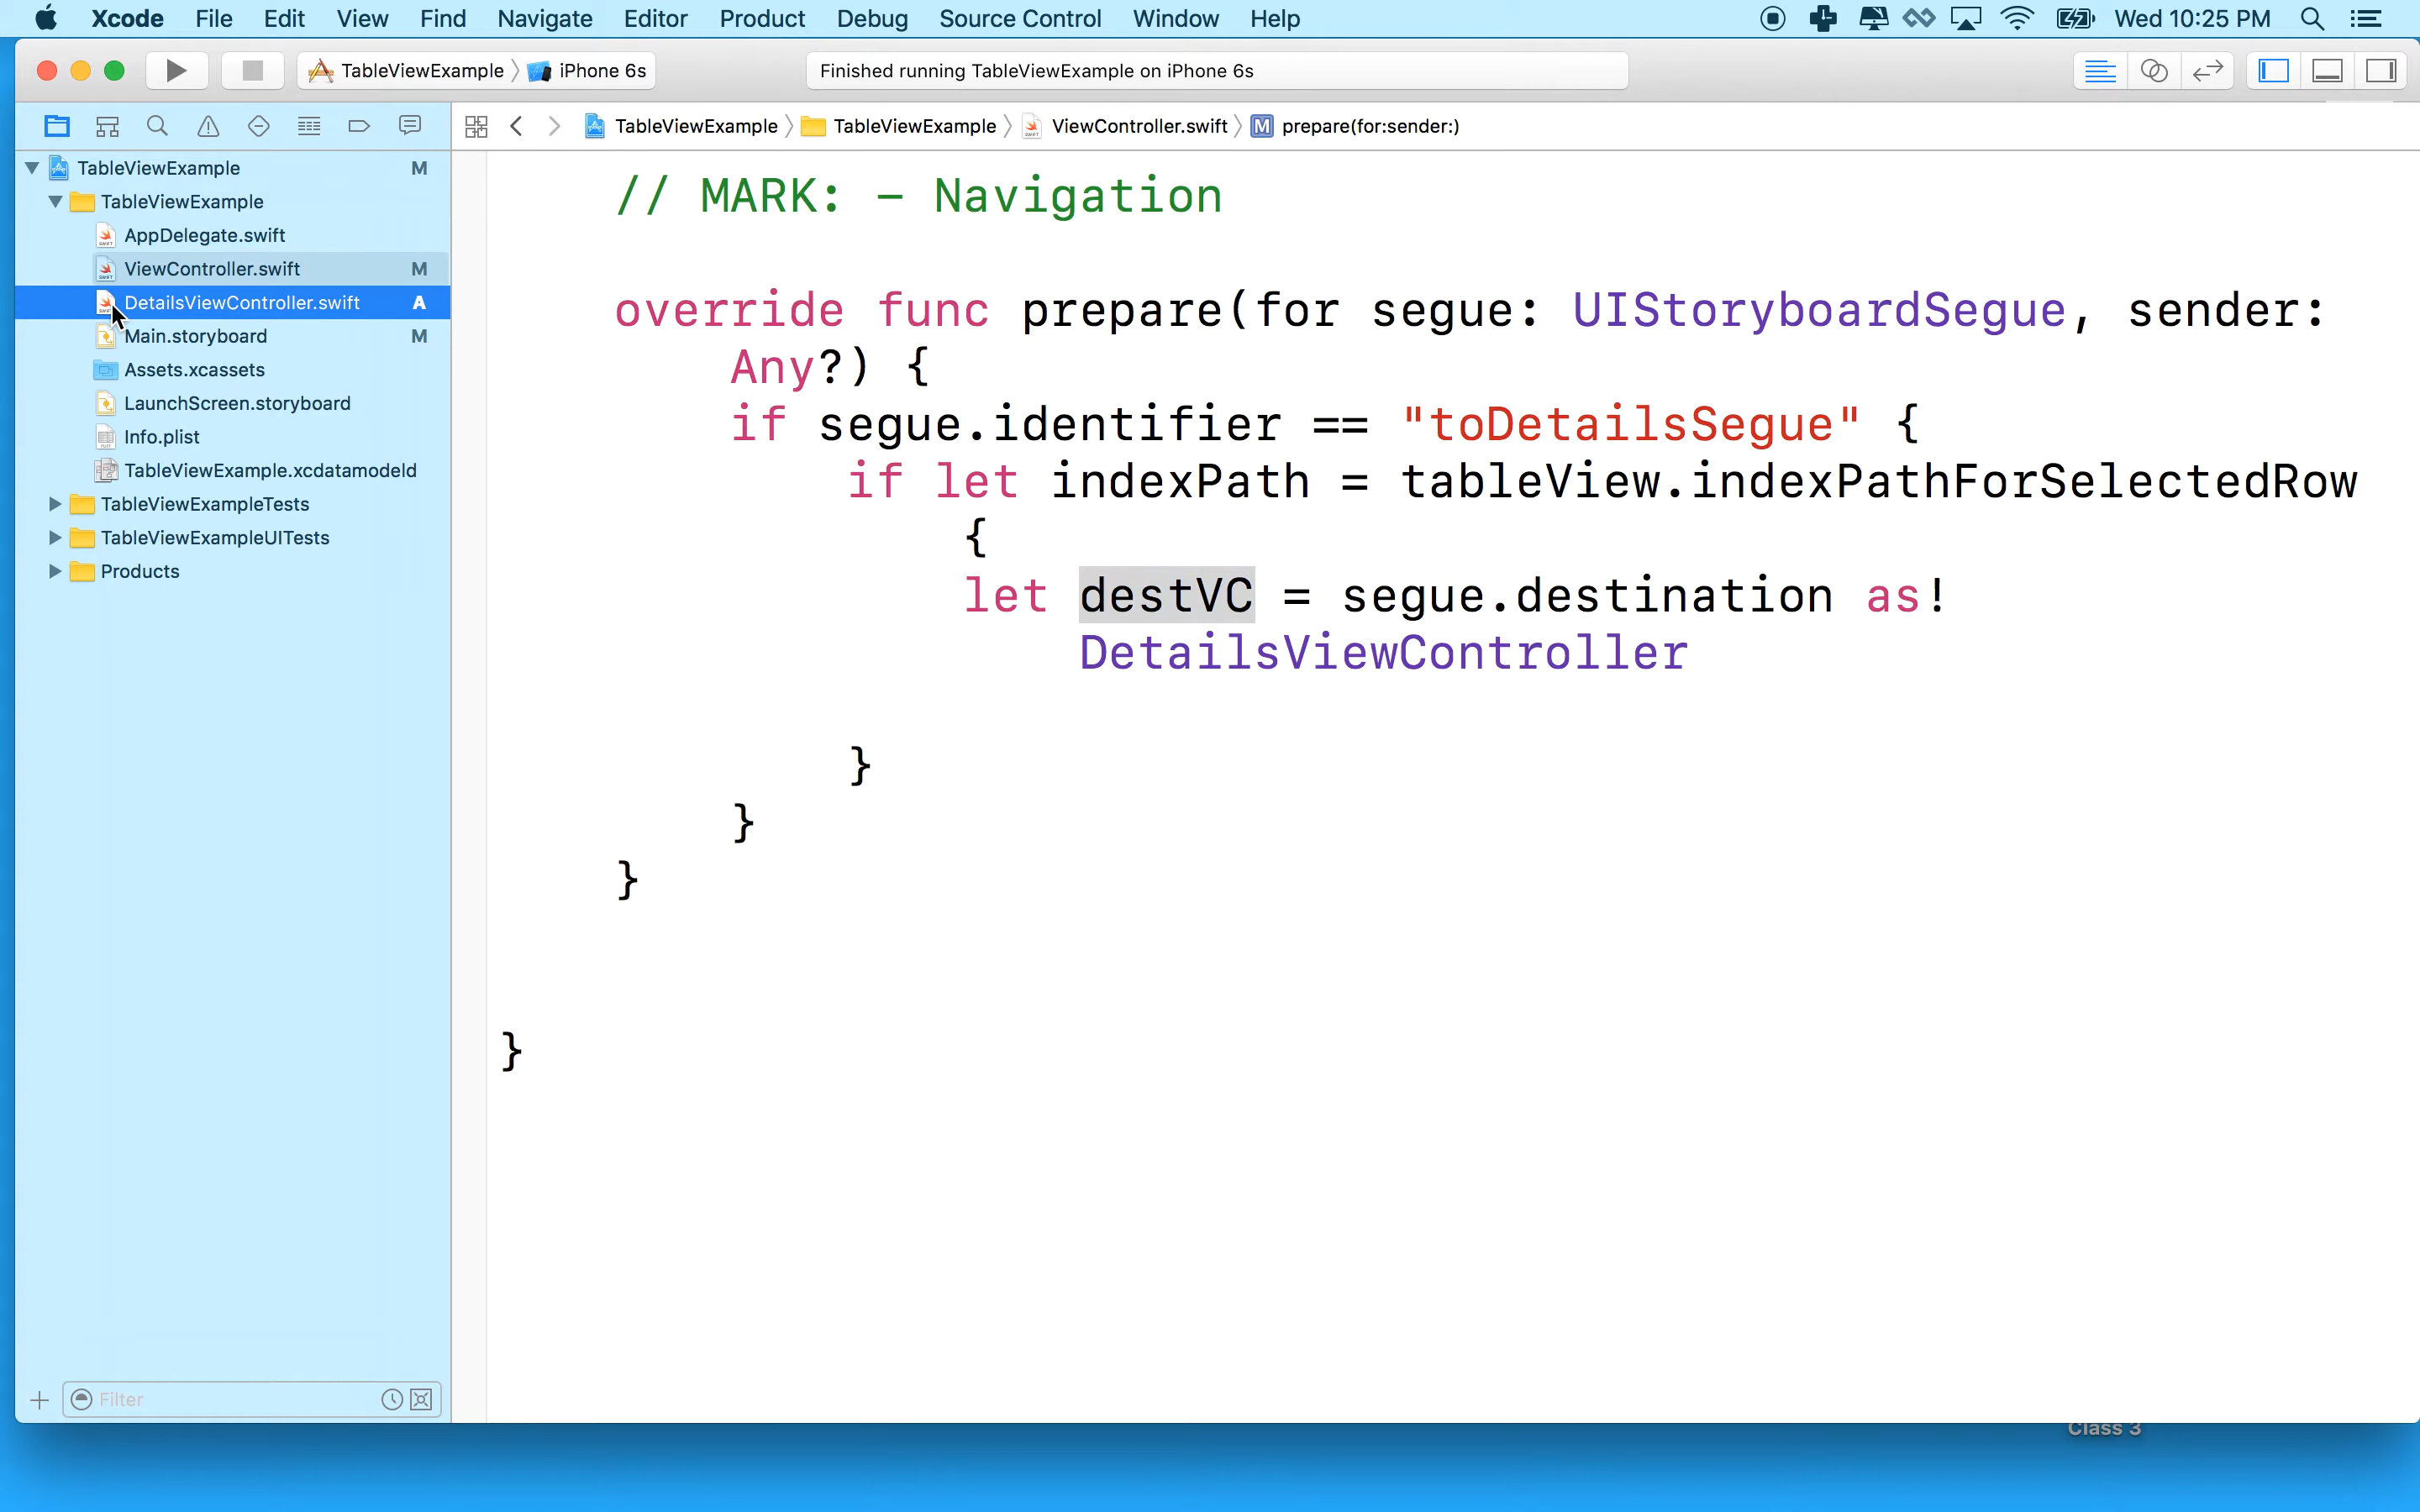 Xcode File Edit View Find Navigate Editor Product Debug Source Control Window Help Wed 10:25 PM
TableViewExample iPhone 6s Finished running TableViewExample on iPhone 6s
TableViewExample TableViewExample ViewController.swift M prepare(for:sender:)
TableViewExample M
TableViewExample
AppDelegate.swift
ViewController.swift M
DetailsViewController.swift A
Main.storyboard M
Assets.xcassets
LaunchScreen.storyboard
Info.plist
TableViewExample.xcdatamodeld
TableViewExampleTests
TableViewExampleUITests
Products
Filter
// MARK: - Navigation
override func prepare(for segue: UIStoryboardSegue, sender:
Any?) {
if segue.identifier == "toDetailsSegue" {
if let indexPath = tableView.indexPathForSelectedRow
{
let destVC = segue.destination as!
DetailsViewController
}
}
}
}
Class 3